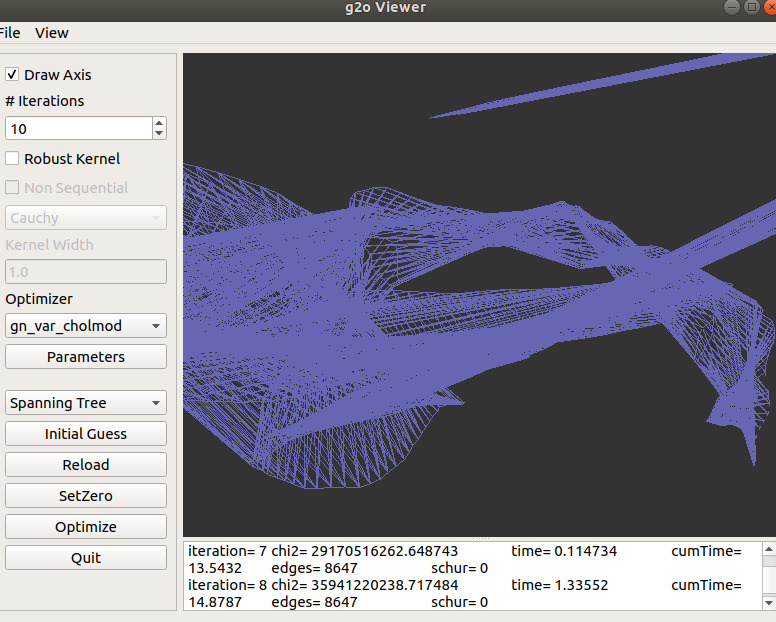 g2o Viewer
File View
Draw Axis
# Iterations
10
Robust Kernel
Non Sequential
Cauchy
Kernel Width
1.0
Optimizer
gn_var_cholmod
Parameters
Spanning Tree
Initial Guess
Reload
SetZero
Optimize
Quit
iteration= 7 chi2= 29170516262.648743 time= 0.114734 cumTime=
13.5432 edges= 8647 schur= 0
iteration= 8 chi2= 35941220238.717484 time= 1.33552 cumTime=
14.8787 edges= 8647 schur= 0